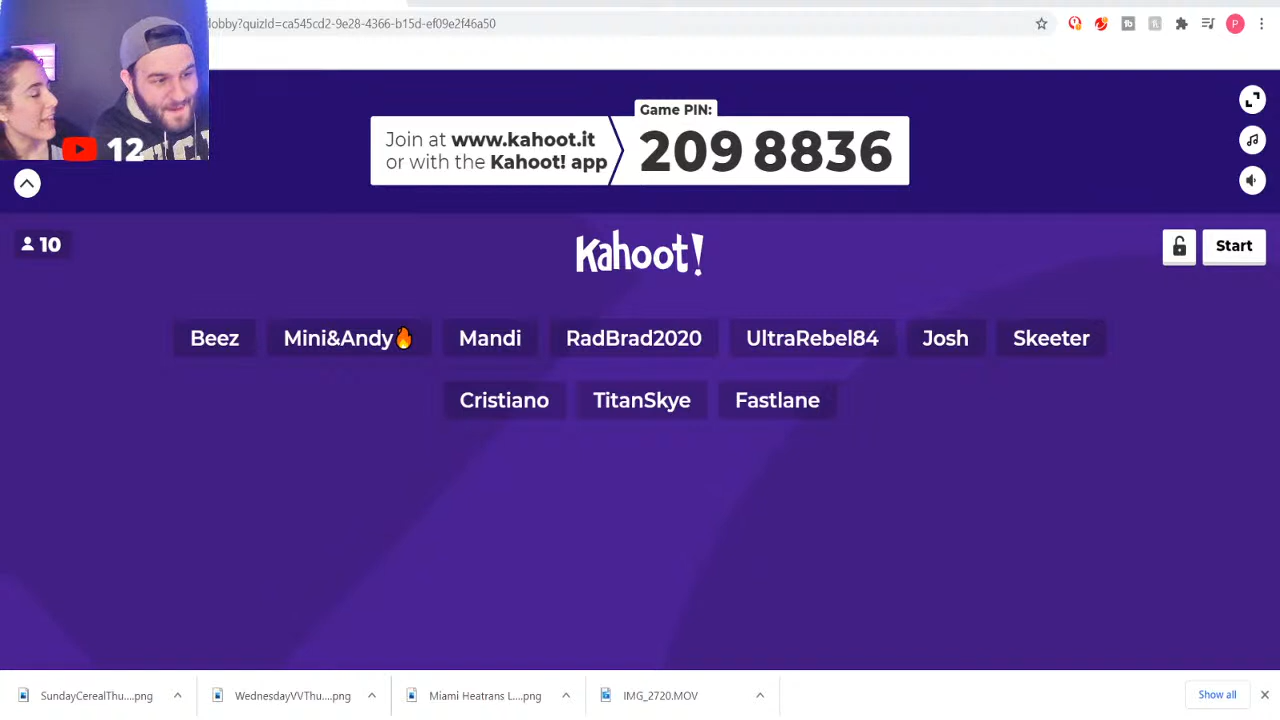 lobby?quizId=ca545cd2-9e28-4366-b15d-ef09e2f46a50
P
12
Game PIN:
Join at www.kahoot.it
or with the Kahoot! app
209 8836
10
Kahoot!
Start
Beez Mini&Andy🔥 Mandi RadBrad2020 UltraRebel84 Josh Skeeter
Cristiano TitanSkye Fastlane
SundayCerealThu....png WednesdayVVThu....png Miami Heatrans L....png IMG_2720.MOV Show all